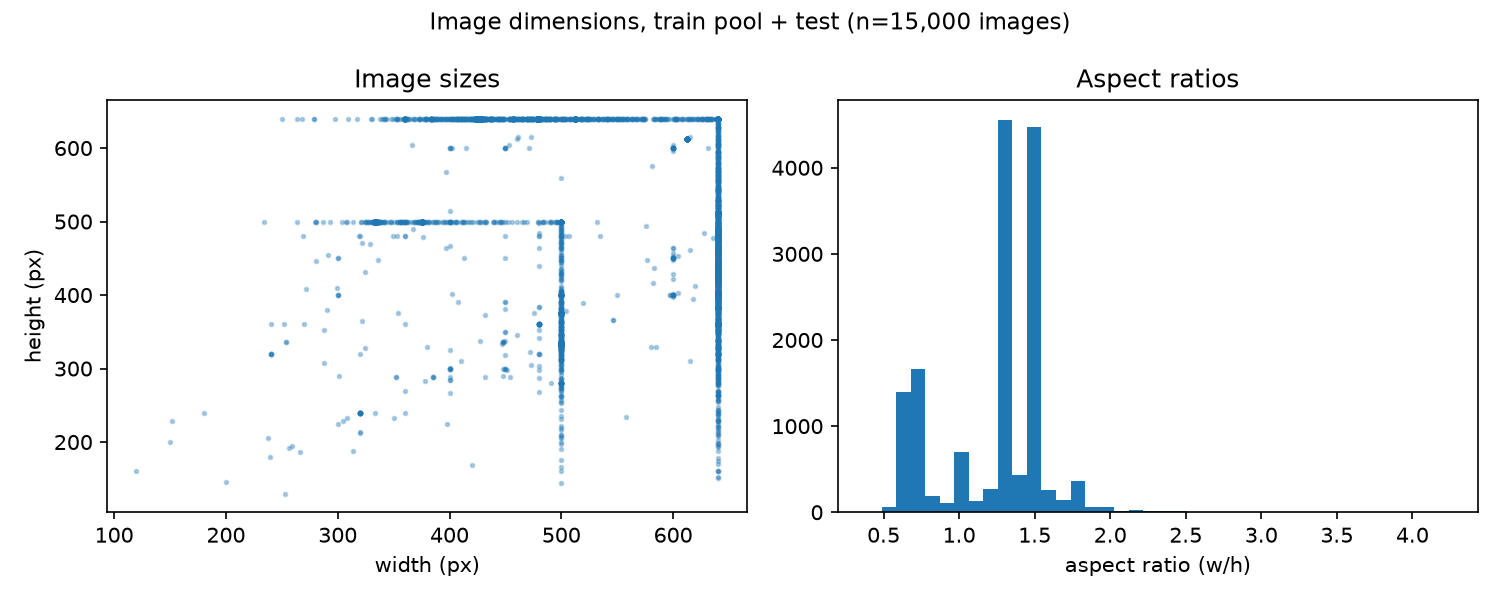 Image dimensions, train pool + test (n=15,000 images)
Image sizes
height (px)
600
500
400
300
200
100 200 300 400 500 600
width (px)
Aspect ratios
4000
3000
2000
1000
0
0.5 1.0 1.5 2.0 2.5 3.0 3.5 4.0
aspect ratio (w/h)